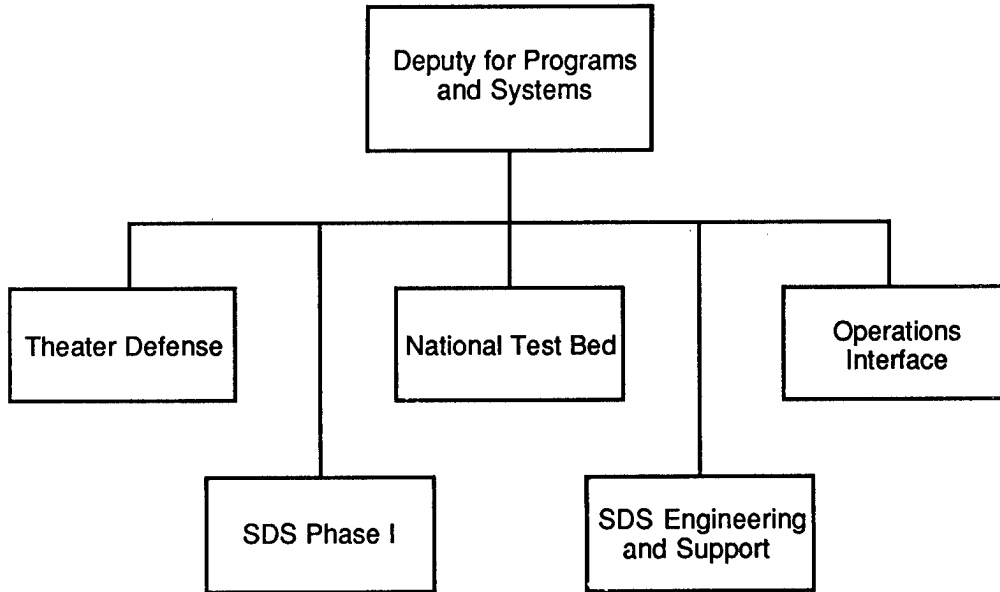 Deputy for Programs
and Systems
Theater Defense
National Test Bed
Operations
Interface
SDS Phase I
SDS Engineering
and Support